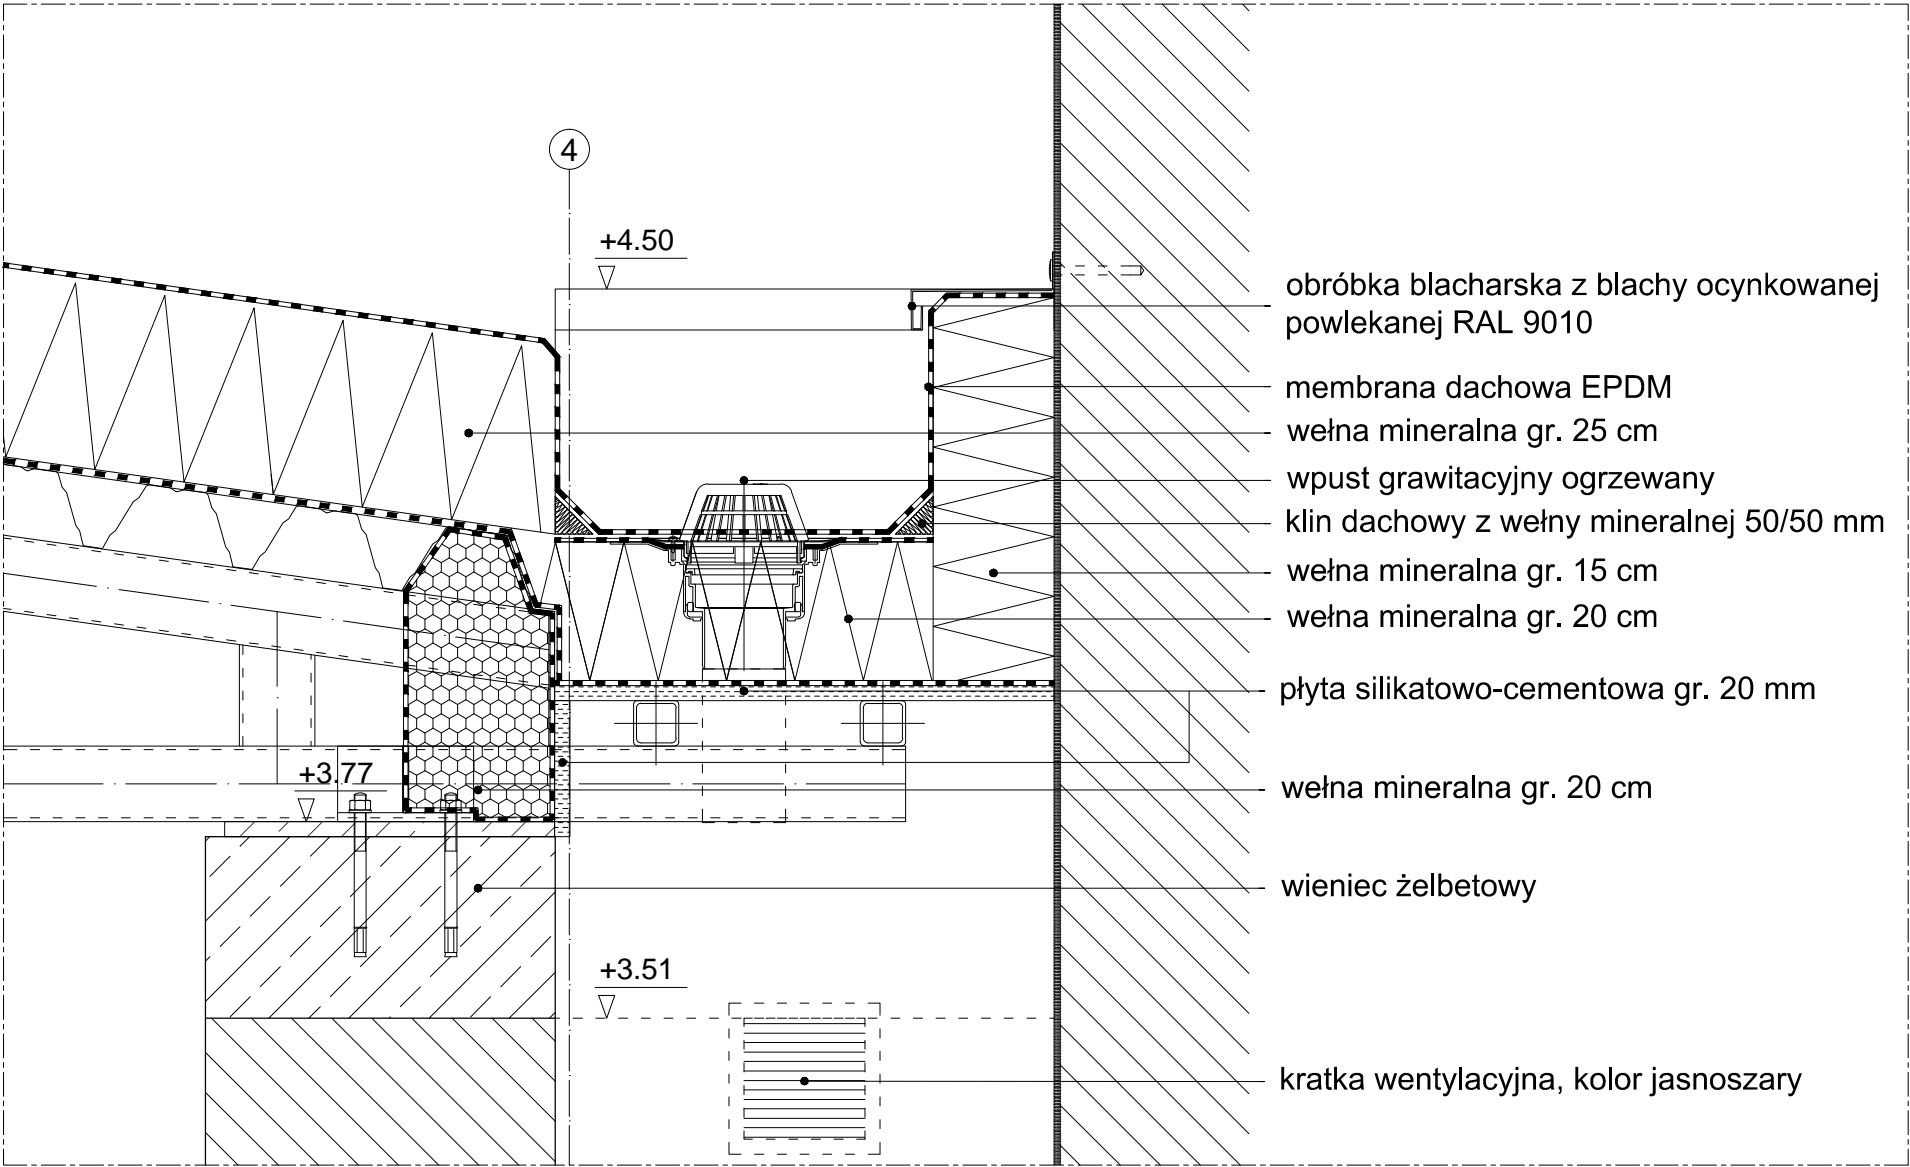 4
+4.50
obróbka blacharska z blachy ocynkowanej
powlekanej RAL 9010
membrana dachowa EPDM
wełna mineralna gr. 25 cm
wpust grawitacyjny ogrzewany
klin dachowy z wełny mineralnej 50/50 mm
wełna mineralna gr. 15 cm
wełna mineralna gr. 20 cm
płyta silikatowo-cementowa gr. 20 mm
+3.77
wełna mineralna gr. 20 cm
wieniec żelbetowy
+3.51
kratka wentylacyjna, kolor jasnoszary